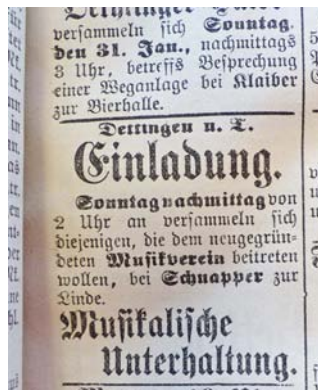 versammeln sich Sonntag,
den 31. Jan., nachmittags
3 Uhr, betreffs Besprechung
einer Weganlage bei Klaiber
zur Bierhalle.
Dettingen u. T.
Einladung.
Sonntag nachmittag von
2 Uhr an versammeln sich
diejenigen, die dem neugegrün-
deten Musikverein beitreten
wollen, bei Schnapper zur
Linde.
Musikalische
Unterhaltung.